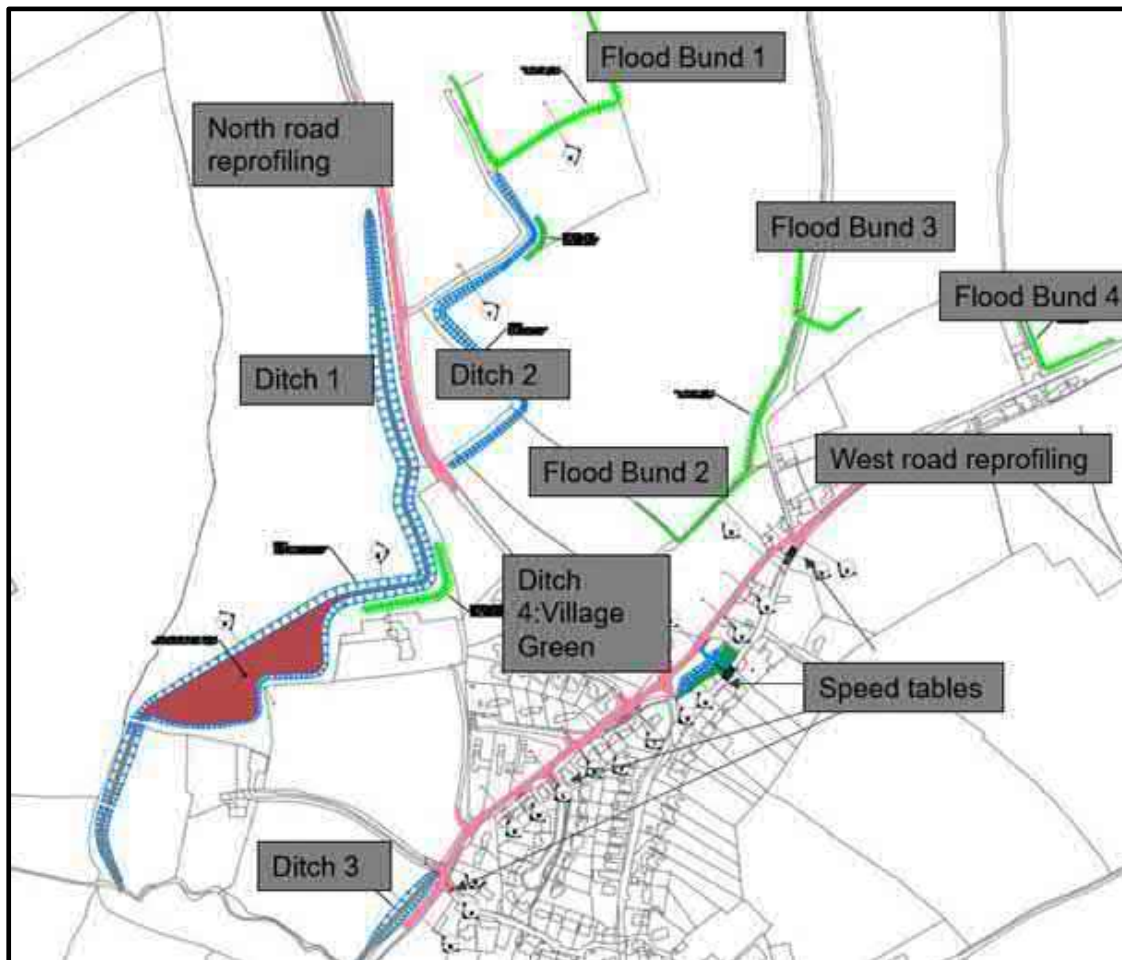 Flood Bund 1
North road
reprofiling
Flood Bund 3
Flood Bund 4
Ditch 1
Ditch 2
Flood Bund 2
West road reprofiling
Ditch
4:Village
Green
Speed tables
Ditch 3